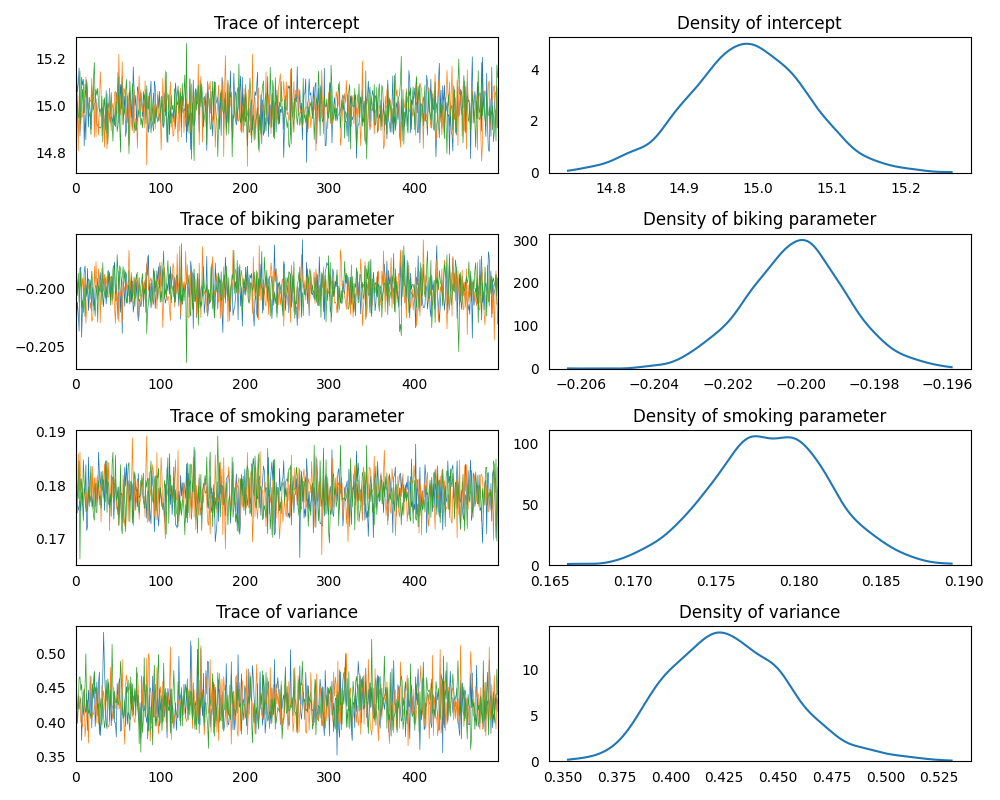 Trace of intercept
Density of intercept
15.2
15.0
14.8
0 100 200 300 400
4
2
0
14.8 14.9 15.0 15.1 15.2
Trace of biking parameter
Density of biking parameter
−0.200
−0.205
0 100 200 300 400
300
200
100
0
−0.206 −0.204 −0.202 −0.200 −0.198 −0.196
Trace of smoking parameter
Density of smoking parameter
0.19
0.18
0.17
0 100 200 300 400
100
50
0
0.165 0.170 0.175 0.180 0.185 0.190
Trace of variance
Density of variance
0.50
0.45
0.40
0.35
0 100 200 300 400
10
5
0
0.350 0.375 0.400 0.425 0.450 0.475 0.500 0.525